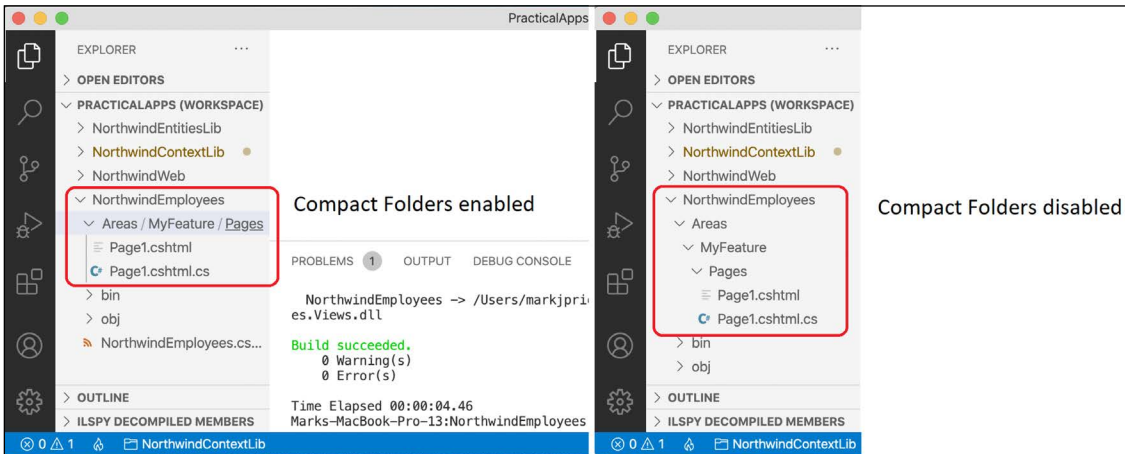 PracticalApps
EXPLORER ...
> OPEN EDITORS
PRACTICALAPPS (WORKSPACE)
> NorthwindEntitiesLib
> NorthwindContextLib
> NorthwindWeb
NorthwindEmployees
Areas / MyFeature / Pages
Page1.cshtml
C# Page1.cshtml.cs
> bin
> obj
NorthwindEmployees.cs...
> OUTLINE
> ILSPY DECOMPILED MEMBERS
0 1 NorthwindContextLib
Compact Folders enabled
PROBLEMS 1 OUTPUT DEBUG CONSOLE
NorthwindEmployees -> /Users/markjpri
es.Views.dll
Build succeeded.
0 Warning(s)
0 Error(s)
Time Elapsed 00:00:04.46
Marks-MacBook-Pro-13:NorthwindEmployees
EXPLORER ...
> OPEN EDITORS
PRACTICALAPPS (WORKSPACE)
> NorthwindEntitiesLib
> NorthwindContextLib
> NorthwindWeb
NorthwindEmployees
Areas
MyFeature
Pages
Page1.cshtml
C# Page1.cshtml.cs
> bin
> obj
> OUTLINE
> ILSPY DECOMPILED MEMBERS
0 1 NorthwindContextLib
Compact Folders disabled